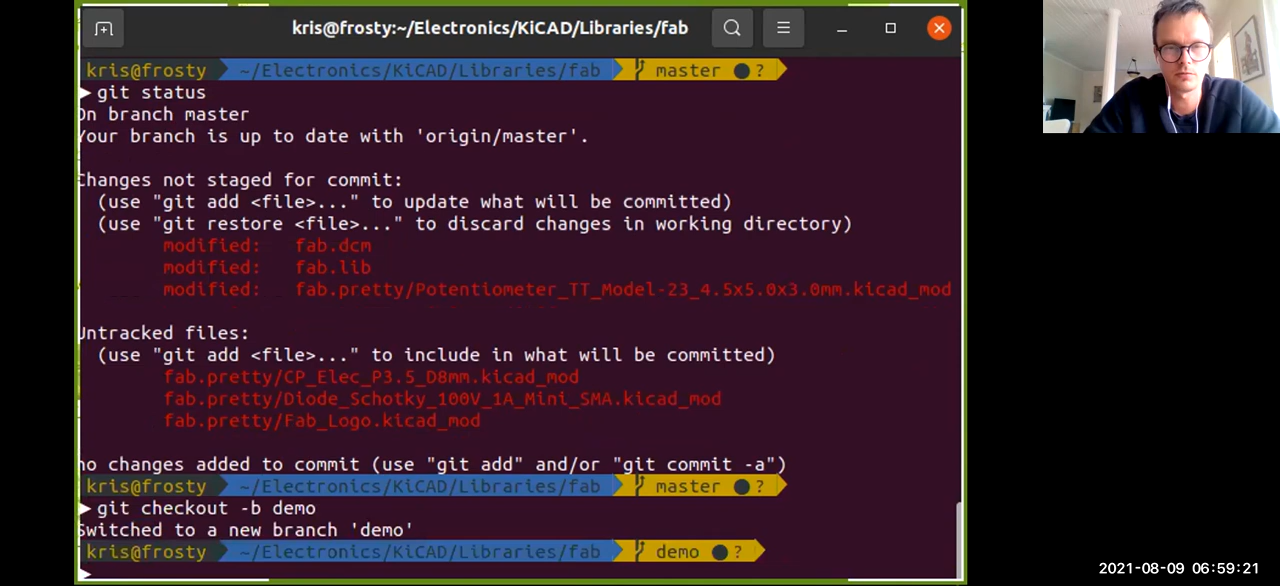 kris@frosty:~/Electronics/KiCAD/Libraries/fab
kris@frosty ~/Electronics/KiCAD/Libraries/fab master ● ?
▶ git status
On branch master
Your branch is up to date with 'origin/master'.
Changes not staged for commit:
(use "git add <file>..." to update what will be committed)
(use "git restore <file>..." to discard changes in working directory)
modified: fab.dcm
modified: fab.lib
modified: fab.pretty/Potentiometer_TT_Model-23_4.5x5.0x3.0mm.kicad_mod
Untracked files:
(use "git add <file>..." to include in what will be committed)
fab.pretty/CP_Elec_P3.5_D8mm.kicad_mod
fab.pretty/Diode_Schotky_100V_1A_Mini_SMA.kicad_mod
fab.pretty/Fab_Logo.kicad_mod
no changes added to commit (use "git add" and/or "git commit -a")
kris@frosty ~/Electronics/KiCAD/Libraries/fab master ● ?
▶ git checkout -b demo
Switched to a new branch 'demo'
kris@frosty ~/Electronics/KiCAD/Libraries/fab demo ● ?
2021-08-09 06:59:21